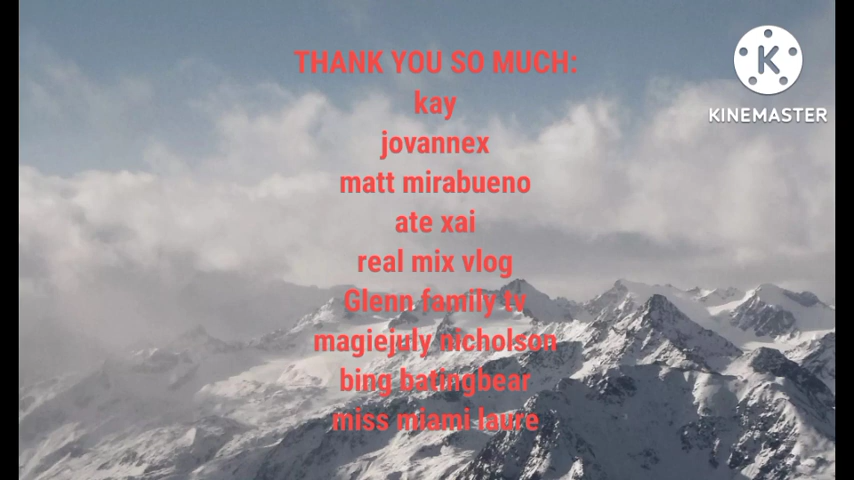 THANK YOU SO MUCH:
kay
jovannex
matt mirabueno
ate xai
real mix vlog
Glenn family tv
magiejuly nicholson
bing batingbear
miss miami laure
K
KINEMASTER